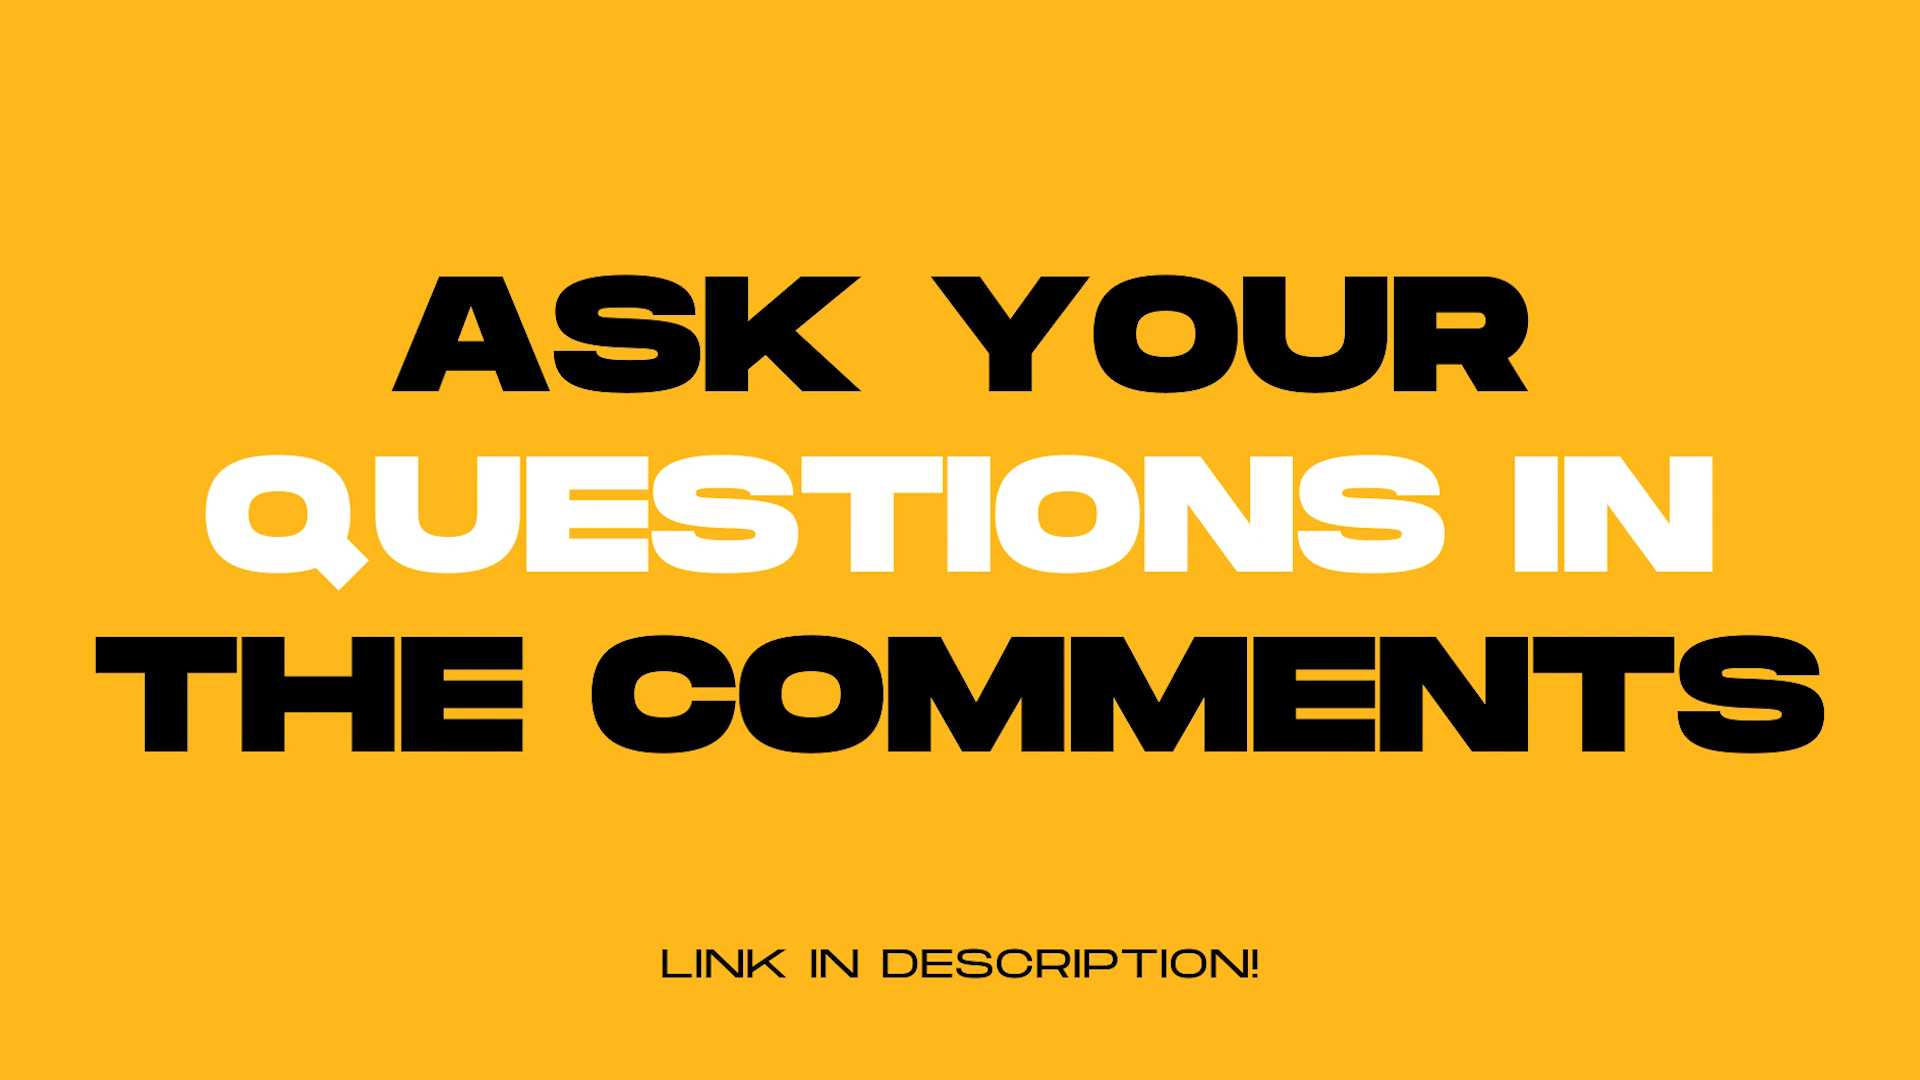 ASK YOUR
QUESTIONS IN
THE COMMENTS
LINK IN DESCRIPTION!